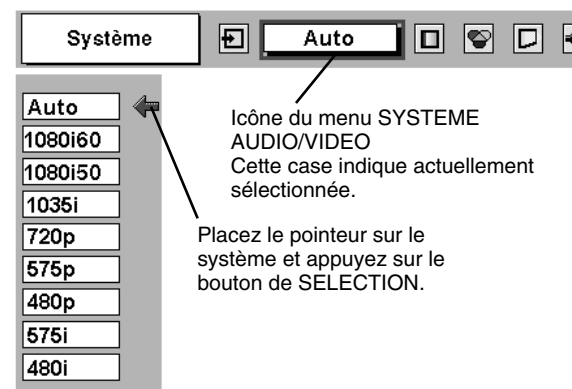 Système
Auto
Auto
1080i60
1080i50
1035i
720p
575p
480p
575i
480i
Icône du menu SYSTEME
AUDIO/VIDEO
Cette case indique actuellement
sélectionnée.
Placez le pointeur sur le
système et appuyez sur le
bouton de SELECTION.